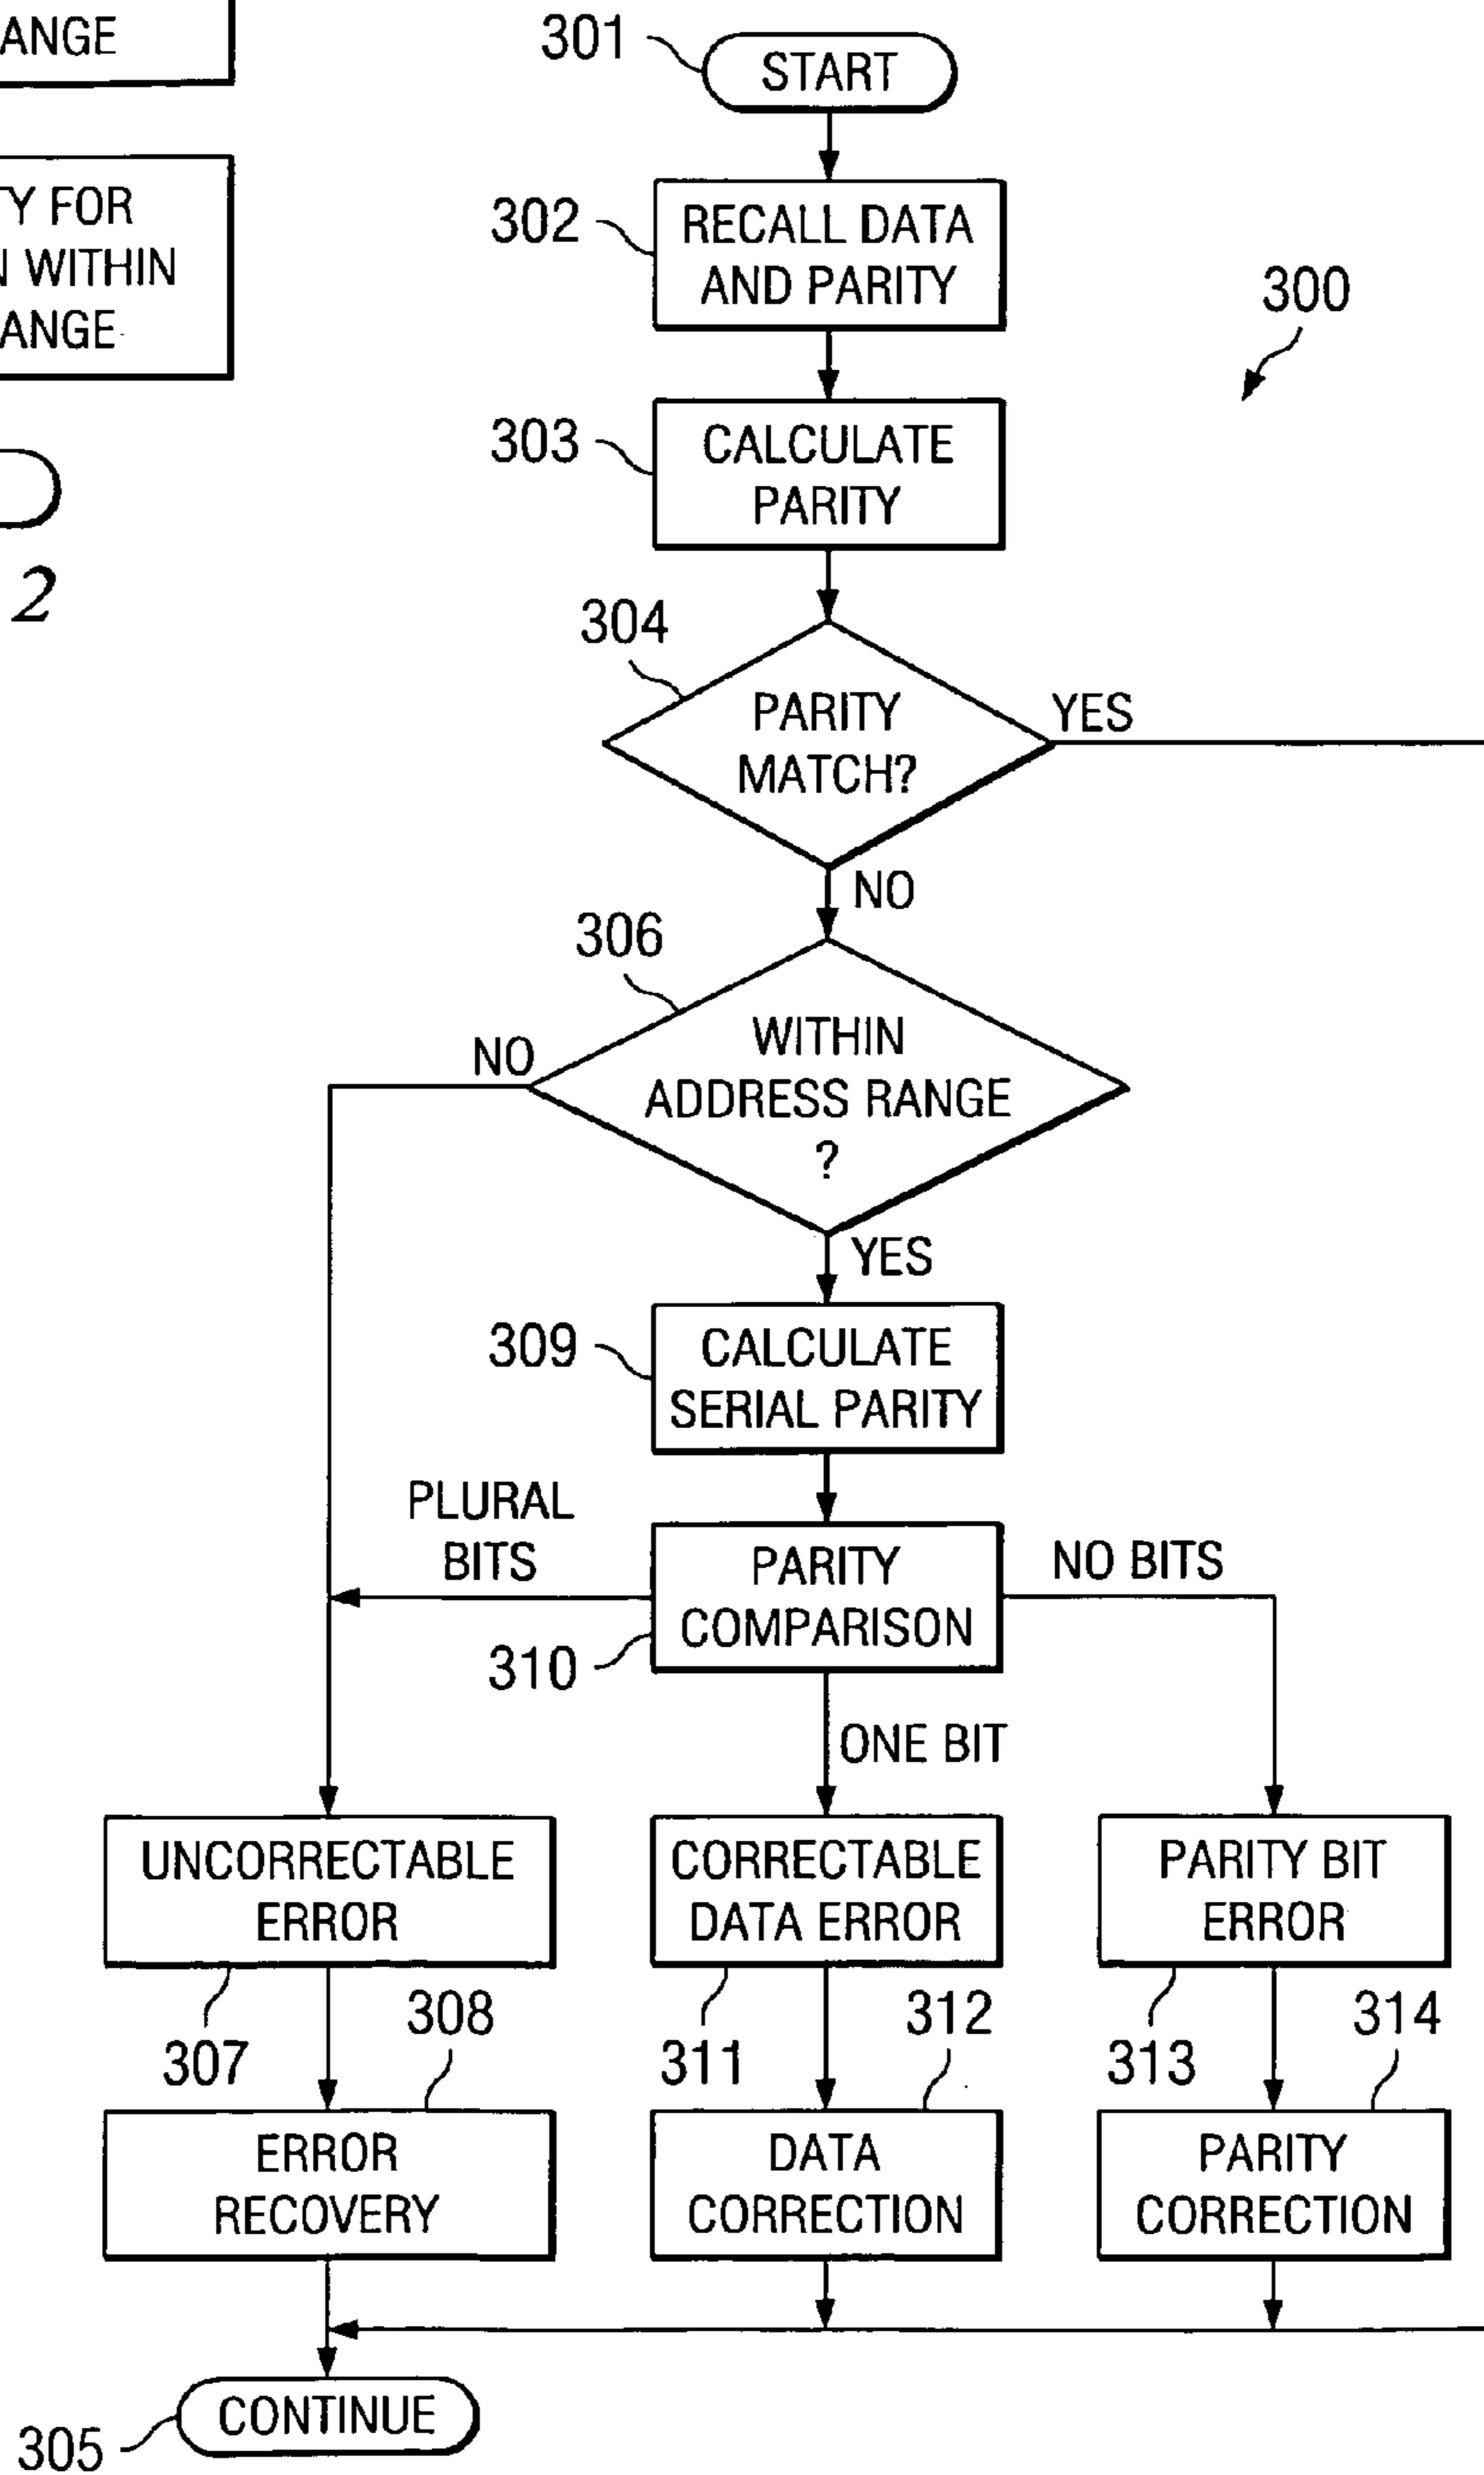 ANGE
Y FOR
N WITHIN
ANGE
2
301
START
302
RECALL DATA
AND PARITY
300
303
CALCULATE
PARITY
304
PARITY
MATCH?
YES
NO
306
WITHIN
ADDRESS RANGE
?
NO
YES
309
CALCULATE
SERIAL PARITY
PLURAL
BITS
PARITY
COMPARISON
NO BITS
310
ONE BIT
UNCORRECTABLE
ERROR
CORRECTABLE
DATA ERROR
PARITY BIT
ERROR
307
308
311
312
313
314
ERROR
RECOVERY
DATA
CORRECTION
PARITY
CORRECTION
CONTINUE
305